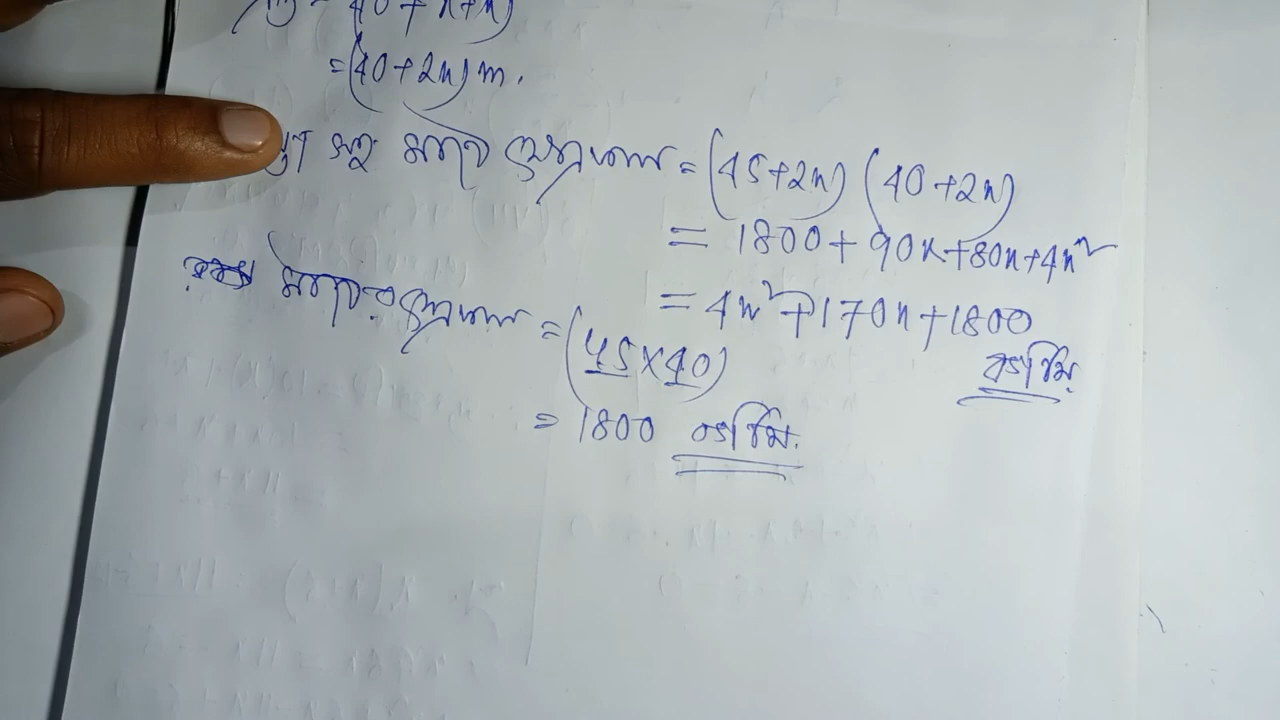 = (40 + x + x)
= (40 + 2x) m.
পথ সহ মাঠের ক্ষেত্রফল = (45 + 2x) (40 + 2x)
= 1800 + 90x + 80x + 4x²
= 4x² + 170x + 1800
বর্গমি.
মাঠের ক্ষেত্রফল = (45 × 40)
= 1800 বর্গমি.